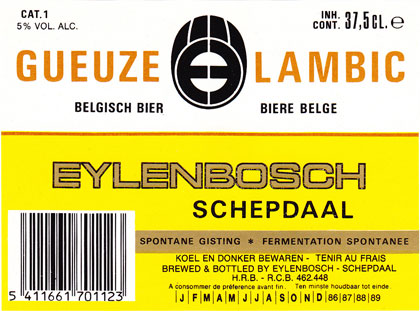 CAT.1
5% VOL. ALC.
INH.
CONT. 37,5 CL. e
GUEUZE LAMBIC
BELGISCH BIER BIERE BELGE
EYLENBOSCH
SCHEPDAAL
SPONTANE GISTING * FERMENTATION SPONTANEE
KOEL EN DONKER BEWAREN - TENIR AU FRAIS
BREWED & BOTTLED BY EYLENBOSCH - SCHEPDAAL
H.R.B. - R.C.B. 462.448
A consommer de préférence avant fin. Ten minste houdbaar tot einde.
J F M A M J J A S O N D 86 87 88 89
5 411661 701123